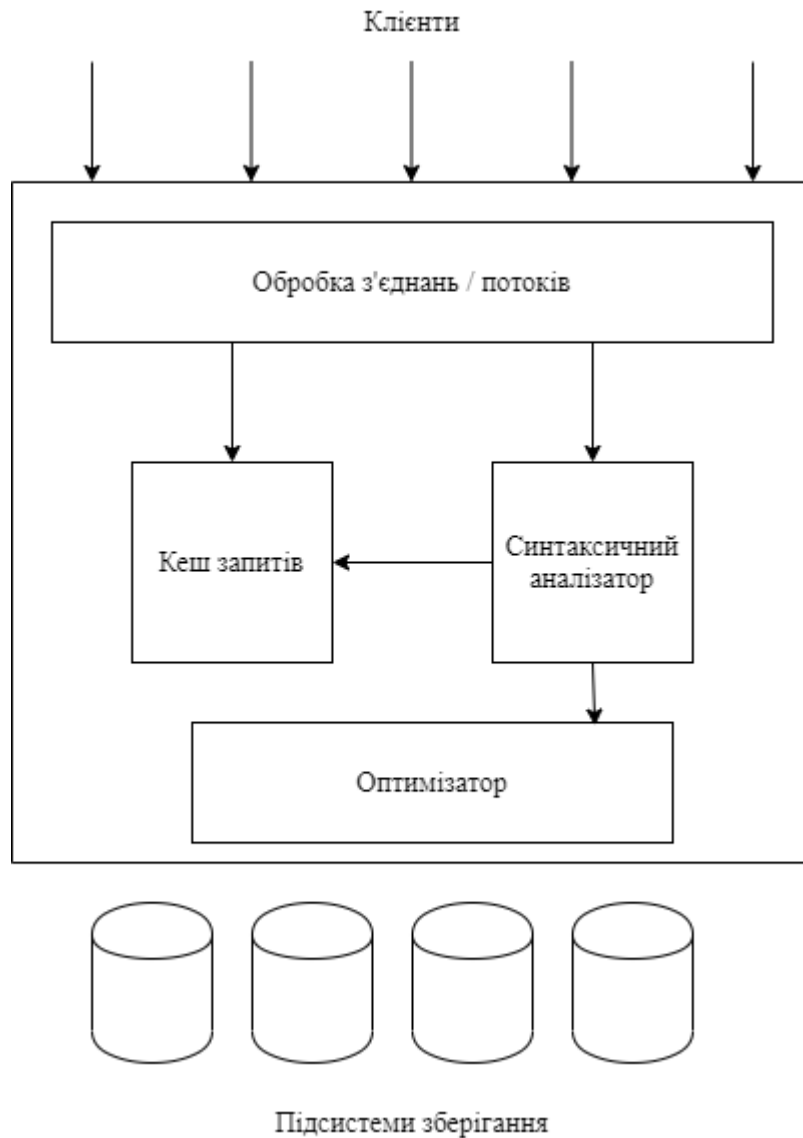 Клієнти
Обробка з'єднань / потоків
Кеш запитів
Синтаксичний
аналізатор
Оптимізатор
Підсистеми зберігання